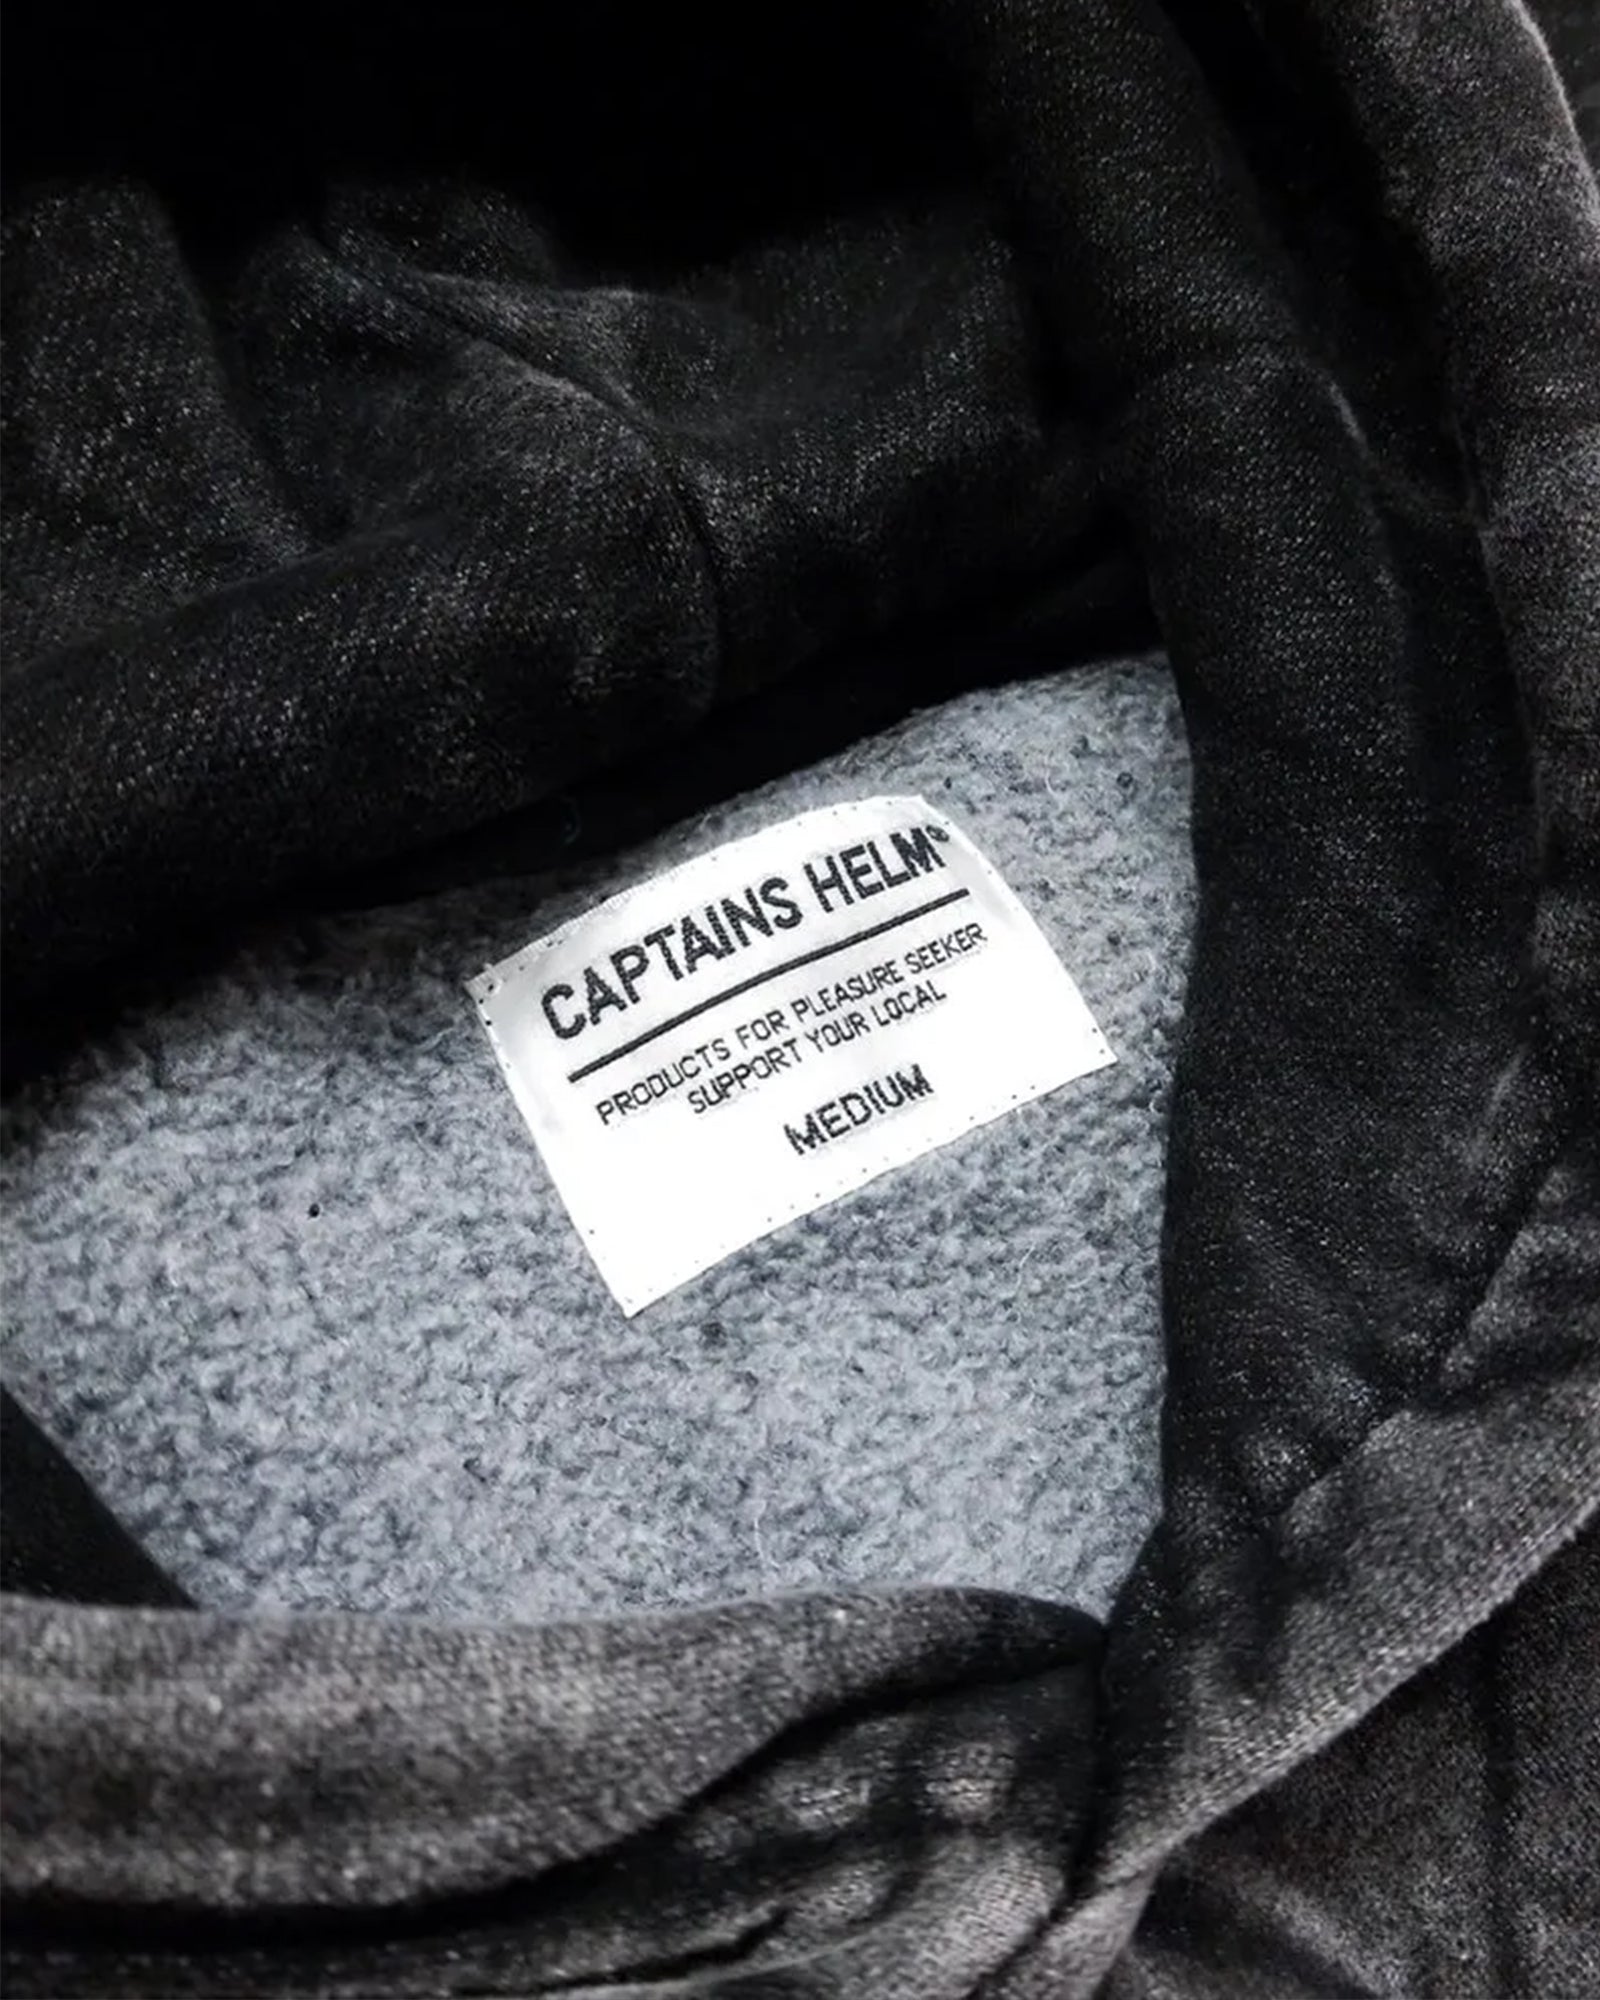 CAPTAINS HELM®
PRODUCTS FOR PLEASURE SEEKER
SUPPORT YOUR LOCAL
MEDIUM